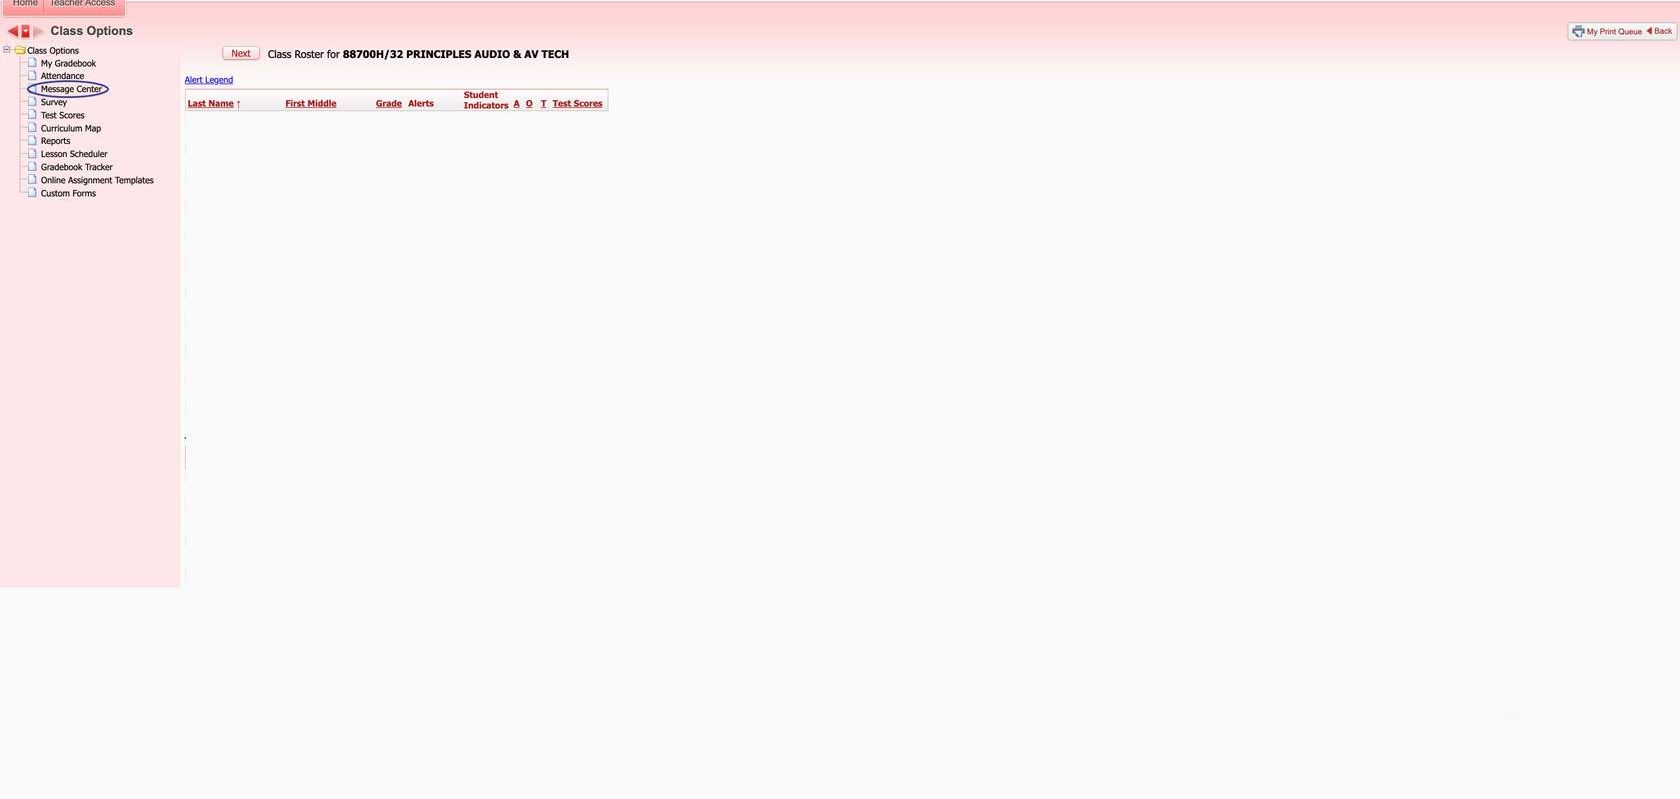 Home Teacher Access
Class Options
My Print Queue Back
Class Options
My Gradebook
Attendance
Message Center
Survey
Test Scores
Curriculum Map
Reports
Lesson Scheduler
Gradebook Tracker
Online Assignment Templates
Custom Forms
Next Class Roster for 88700H/32 PRINCIPLES AUDIO & AV TECH
Alert Legend
Last Name ↑ First Middle Grade Alerts Student Indicators A O T Test Scores